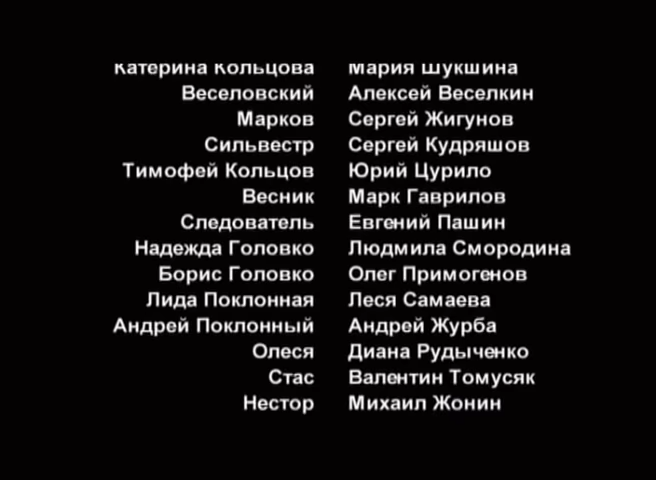 Катерина Кольцова Мария Шукшина
Веселовский Алексей Веселкин
Марков Сергей Жигунов
Сильвестр Сергей Кудряшов
Тимофей Кольцов Юрий Цурило
Весник Марк Гаврилов
Следователь Евгений Пашин
Надежда Головко Людмила Смородина
Борис Головко Олег Примогенов
Лида Поклонная Леся Самаева
Андрей Поклонный Андрей Журба
Олеся Диана Рудыченко
Стас Валентин Томусяк
Нестор Михаил Жонин